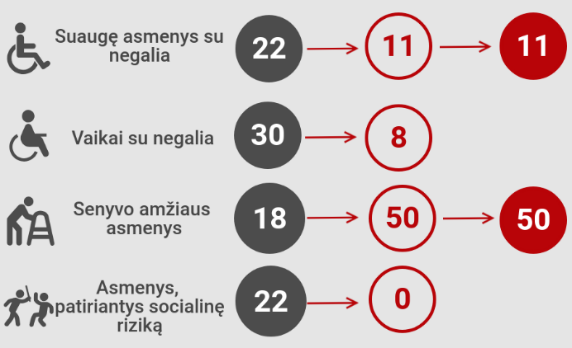 Suaugę asmenys su
negalia
22
11
11
Vaikai su negalia
30
8
Senyvo amžiaus
asmenys
18
50
50
Asmenys,
patiriantys socialinę
riziką
22
0